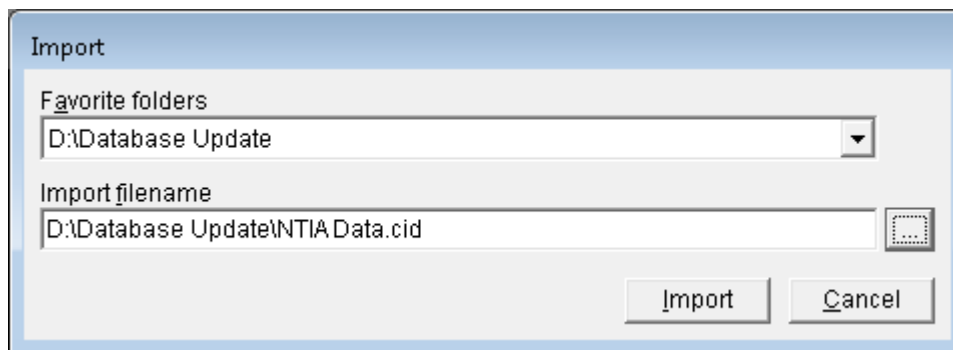 Import
Favorite folders
D:\Database Update
Import filename
D:\Database Update\NTIA Data.cid
...
Import Cancel